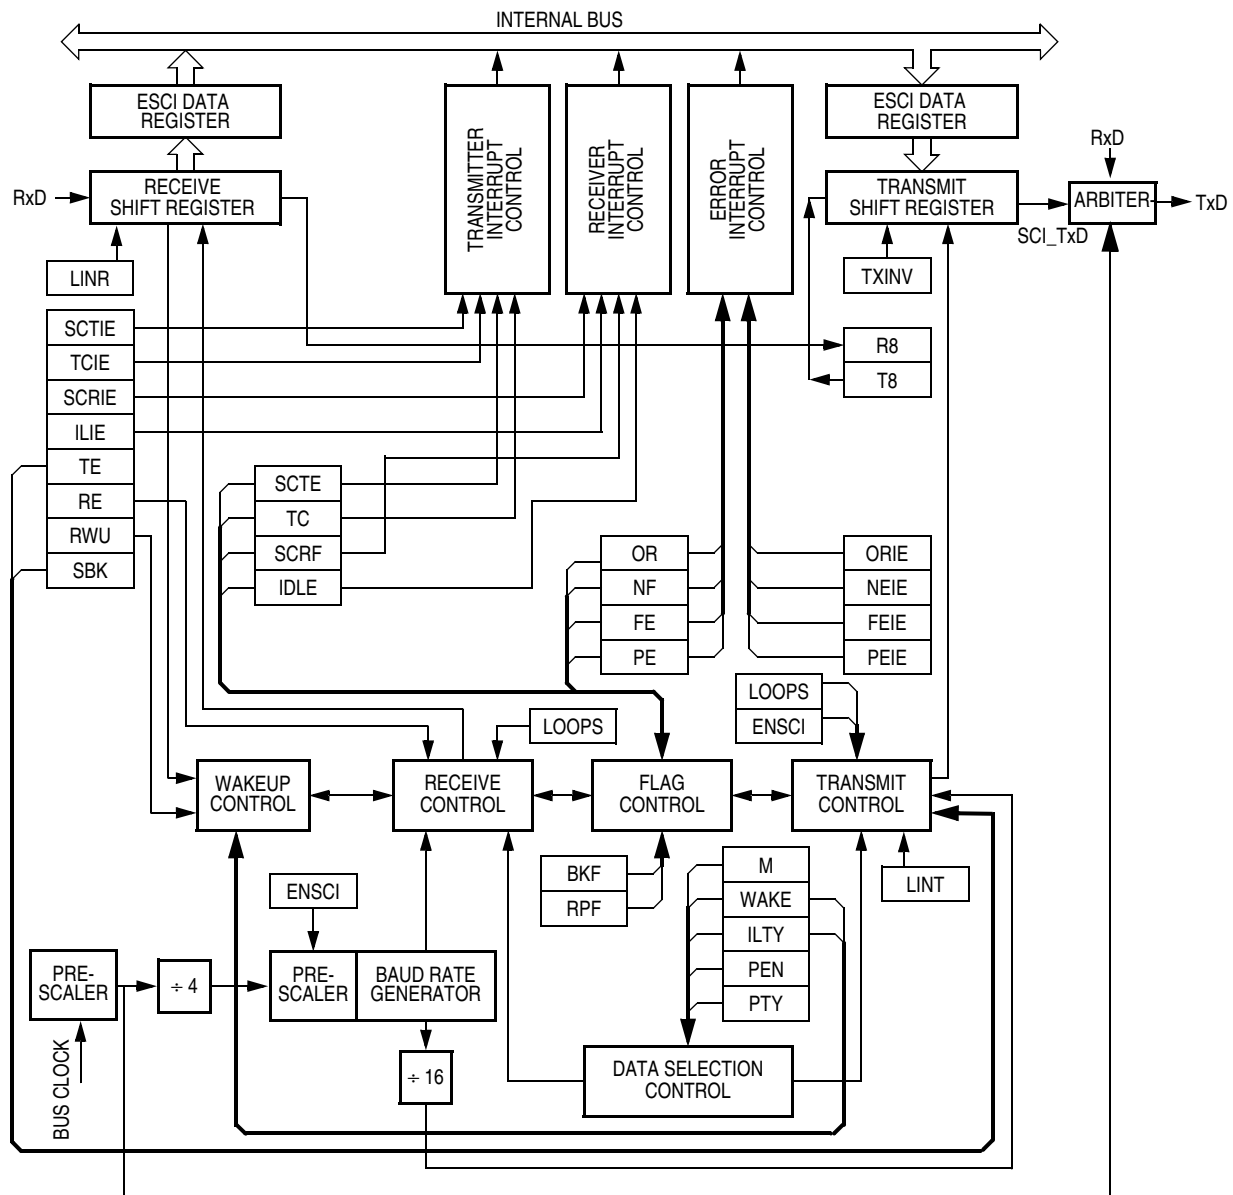 INTERNAL BUS
ESCI DATA
REGISTER
ESCI DATA
REGISTER
TRANSMITTER
INTERRUPT
CONTROL
RECEIVER
INTERRUPT
CONTROL
ERROR
INTERRUPT
CONTROL
RxD
RxD
RECEIVE
SHIFT REGISTER
TRANSMIT
SHIFT REGISTER
ARBITER
TxD
SCI_TxD
LINR
TXINV
SCTIE
TCIE
SCRIE
ILIE
TE
RE
RWU
SBK
R8
T8
SCTE
TC
SCRF
IDLE
OR
NF
FE
PE
ORIE
NEIE
FEIE
PEIE
LOOPS
LOOPS
ENSCI
WAKEUP
CONTROL
RECEIVE
CONTROL
FLAG
CONTROL
TRANSMIT
CONTROL
BKF
RPF
M
WAKE
ILTY
PEN
PTY
LINT
ENSCI
PRE-
SCALER
÷ 4
PRE-
SCALER
BAUD RATE
GENERATOR
÷ 16
DATA SELECTION
CONTROL
BUS CLOCK